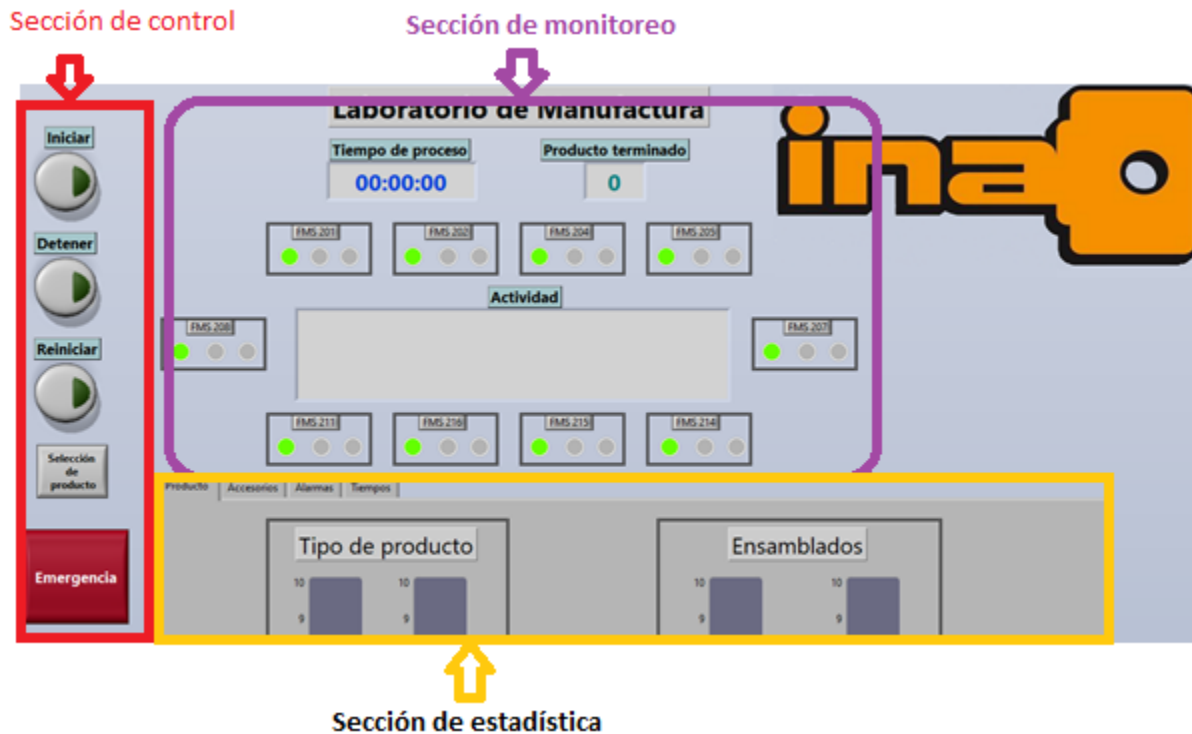 Sección de control
Sección de monitoreo
Laboratorio de Manufactura
ina
Iniciar
Tiempo de proceso
Producto terminado
00:00:00
0
Detener
FMS 201
FMS 202
FMS 204
FMS 205
Actividad
FMS 208
FMS 207
Reiniciar
FMS 211
FMS 216
FMS 215
FMS 214
Selección
de
producto
Producto
Accesorios
Alarmas
Tiempos
Emergencia
Tipo de producto
Ensamblados
10
10
10
10
9
9
9
9
Sección de estadística